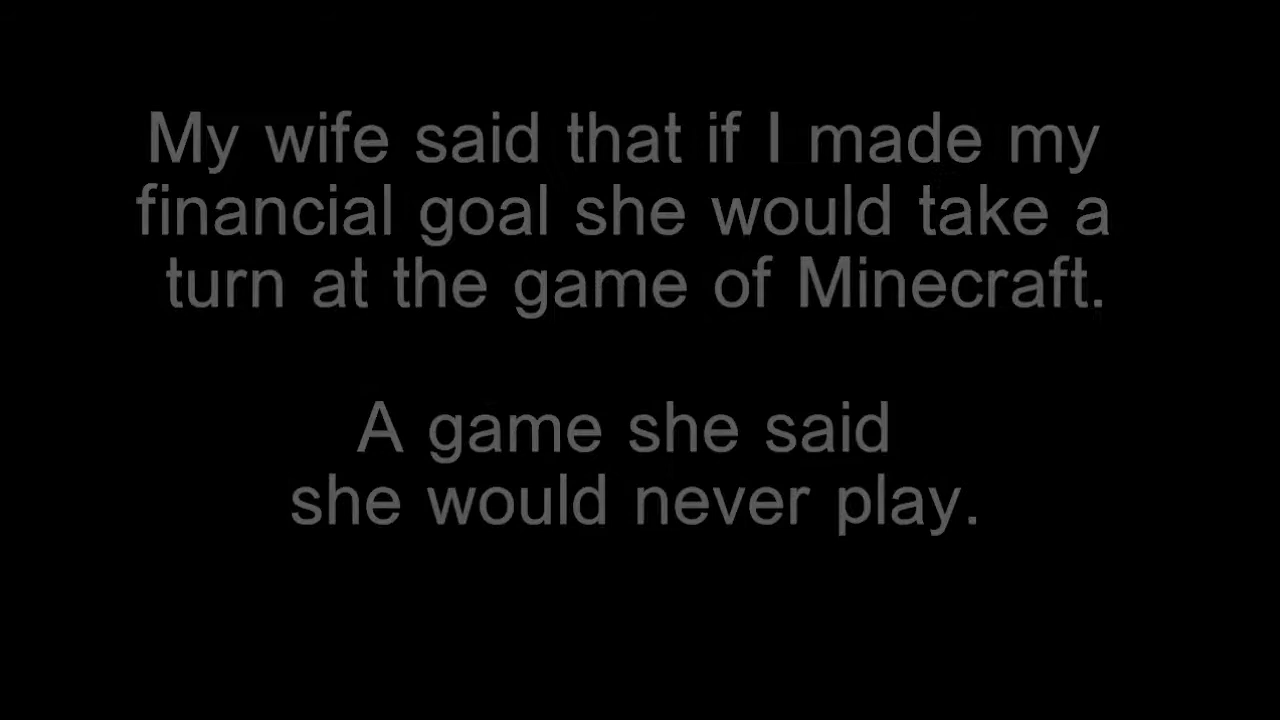 My wife said that if I made my
financial goal she would take a
turn at the game of Minecraft.
A game she said
she would never play.